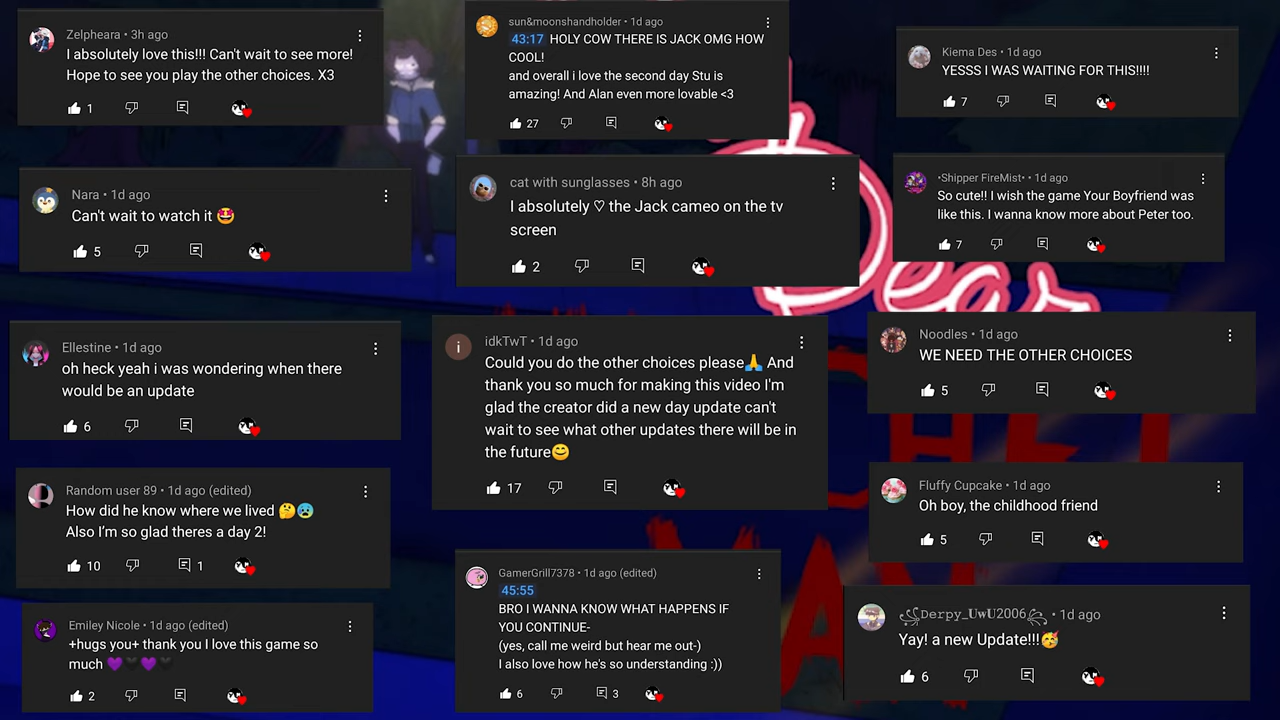 Zelpheara • 3h ago
I absolutely love this!!! Can't wait to see more!
Hope to see you play the other choices. X3
1
Nara • 1d ago
Can't wait to watch it 🤩
5
Ellestine • 1d ago
oh heck yeah i was wondering when there
would be an update
6
Random user 89 • 1d ago (edited)
How did he know where we lived 🤔😰
Also I'm so glad theres a day 2!
10 1
Emiley Nicole • 1d ago (edited)
+hugs you+ thank you I love this game so
much 💜🖤💜🖤
2
sun&moonshandholder • 1d ago
43:17 HOLY COW THERE IS JACK OMG HOW
COOL!
and overall i love the second day Stu is
amazing! And Alan even more lovable <3
27
cat with sunglasses • 8h ago
I absolutely ♡ the Jack cameo on the tv
screen
2
i
idkTwT • 1d ago
Could you do the other choices please🙏 And
thank you so much for making this video I'm
glad the creator did a new day update can't
wait to see what other updates there will be in
the future😊
17
GamerGrill7378 • 1d ago (edited)
45:55
BRO I WANNA KNOW WHAT HAPPENS IF
YOU CONTINUE-
(yes, call me weird but hear me out-)
I also love how he's so understanding :))
6 3
Kiema Des • 1d ago
YESSS I WAS WAITING FOR THIS!!!!
7
•Shipper FireMist• • 1d ago
So cute!! I wish the game Your Boyfriend was
like this. I wanna know more about Peter too.
7
Noodles • 1d ago
WE NEED THE OTHER CHOICES
5
Fluffy Cupcake • 1d ago
Oh boy, the childhood friend
5
꧁Derpy_𝐔𝐰𝐔2006꧂ • 1d ago
Yay! a new Update!!!🥳
6